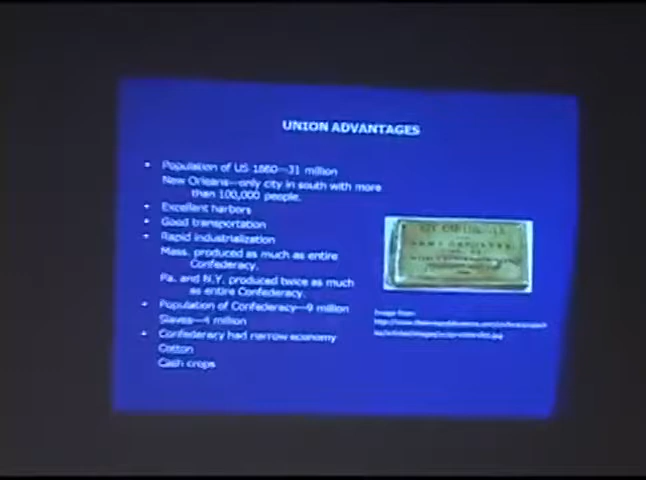 UNION ADVANTAGES
• Population of US 1860—31 million
New Orleans—only city in south with more
than 100,000 people.
• Excellent harbors
• Good transportation
• Rapid industrialization
Mass. produced as much as entire
Confederacy.
Pa. and N.Y. produced twice as much
as entire Confederacy.
• Population of Confederacy—9 million
Slaves—4 million
• Confederacy had narrow economy
Cotton
Cash crops
Image from: